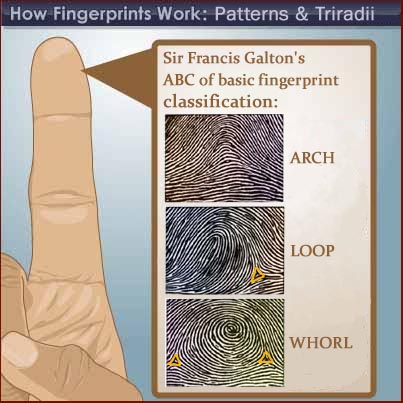 How Fingerprints Work: Patterns & Triradii
Sir Francis Galton's
ABC of basic fingerprint
classification:
ARCH
LOOP
WHORL